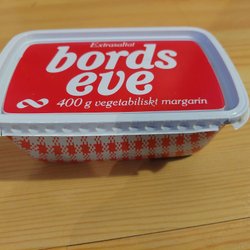 Extrasaltat
bords
eve
400 g vegetabiliskt margarin